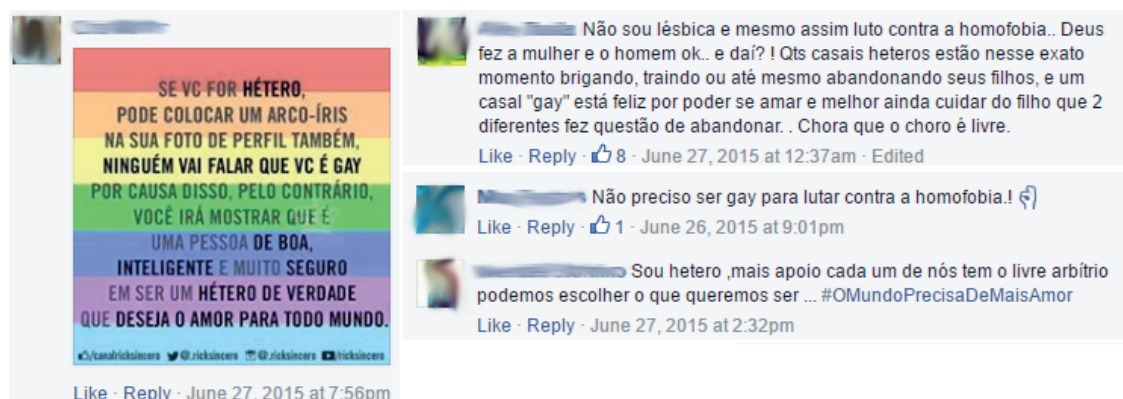 SE VC FOR HÉTERO,
PODE COLOCAR UM ARCO-ÍRIS
NA SUA FOTO DE PERFIL TAMBÉM,
NINGUÉM VAI FALAR QUE VC É GAY
POR CAUSA DISSO, PELO CONTRÁRIO,
VOCÊ IRÁ MOSTRAR QUE É
UMA PESSOA DE BOA,
INTELIGENTE E MUITO SEGURO
EM SER UM HÉTERO DE VERDADE
QUE DESEJA O AMOR PARA TODO MUNDO.
/canalricksincero @.ricksincero @.ricksincero /ricksincero
Like · Reply · June 27, 2015 at 7:56pm
Não sou lésbica e mesmo assim luto contra a homofobia.. Deus
fez a mulher e o homem ok.. e daí? ! Qts casais heteros estão nesse exato
momento brigando, traindo ou até mesmo abandonando seus filhos, e um
casal "gay" está feliz por poder se amar e melhor ainda cuidar do filho que 2
diferentes fez questão de abandonar. . Chora que o choro é livre.
Like · Reply · 8 · June 27, 2015 at 12:37am · Edited
Não preciso ser gay para lutar contra a homofobia.!
Like · Reply · 1 · June 26, 2015 at 9:01pm
Sou hetero ,mais apoio cada um de nós tem o livre arbítrio
podemos escolher o que queremos ser ... #OMundoPrecisaDeMaisAmor
Like · Reply · June 27, 2015 at 2:32pm